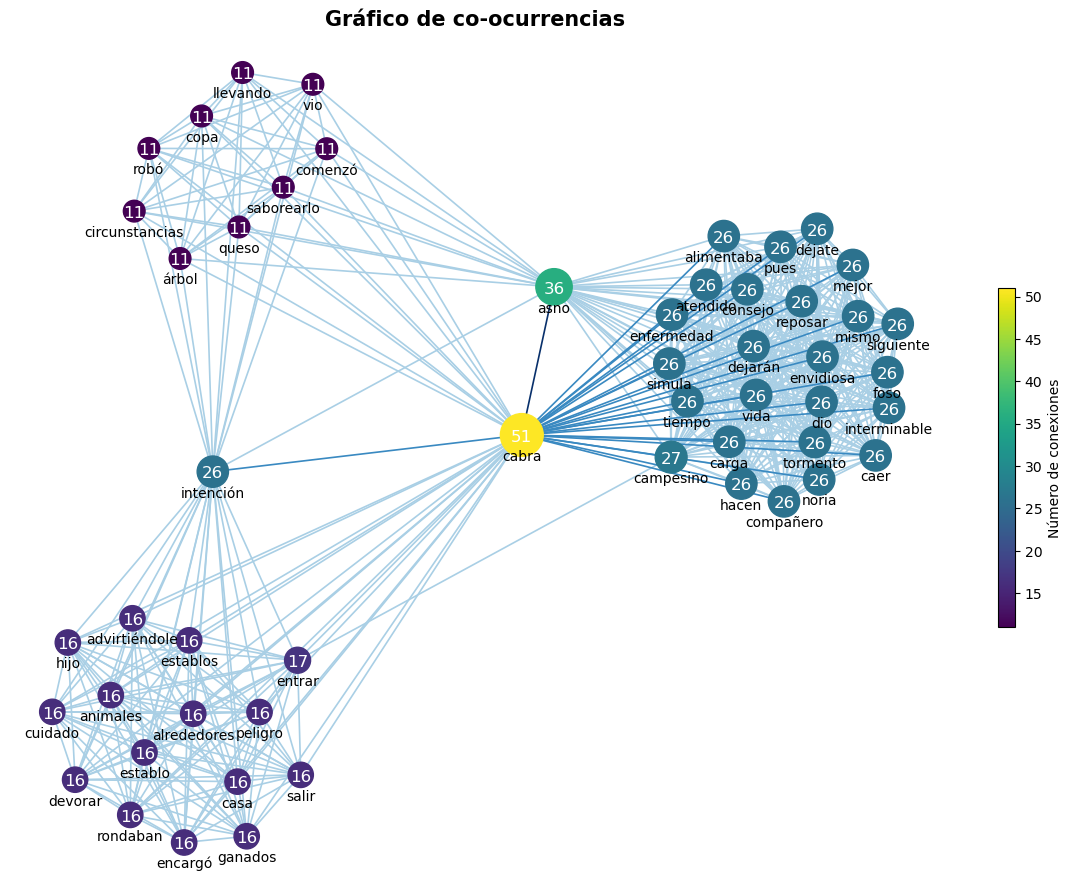 Gráfico de co-ocurrencias
11
llevando
11
vio
11
copa
11
robó
11
comenzó
11
saborearlo
11
circunstancias
11
queso
11
árbol
36
asno
26
alimentaba
26
pues
26
déjate
26
mejor
26
atendido
26
consejo
26
reposar
26
enfermedad
26
mismo
26
siguiente
26
simula
26
dejarán
26
envidiosa
26
foso
26
tiempo
26
vida
26
dio
26
interminable
51
cabra
27
campesino
26
carga
26
tormento
26
caer
26
hacen
26
noria
26
compañero
26
intención
16
advirtiéndole
16
hijo
16
establos
17
entrar
16
animales
16
cuidado
16
alrededores
16
peligro
16
establo
16
devorar
16
casa
16
salir
16
rondaban
16
encargó
16
ganados
50
45
40
35
30
25
20
15
Número de conexiones